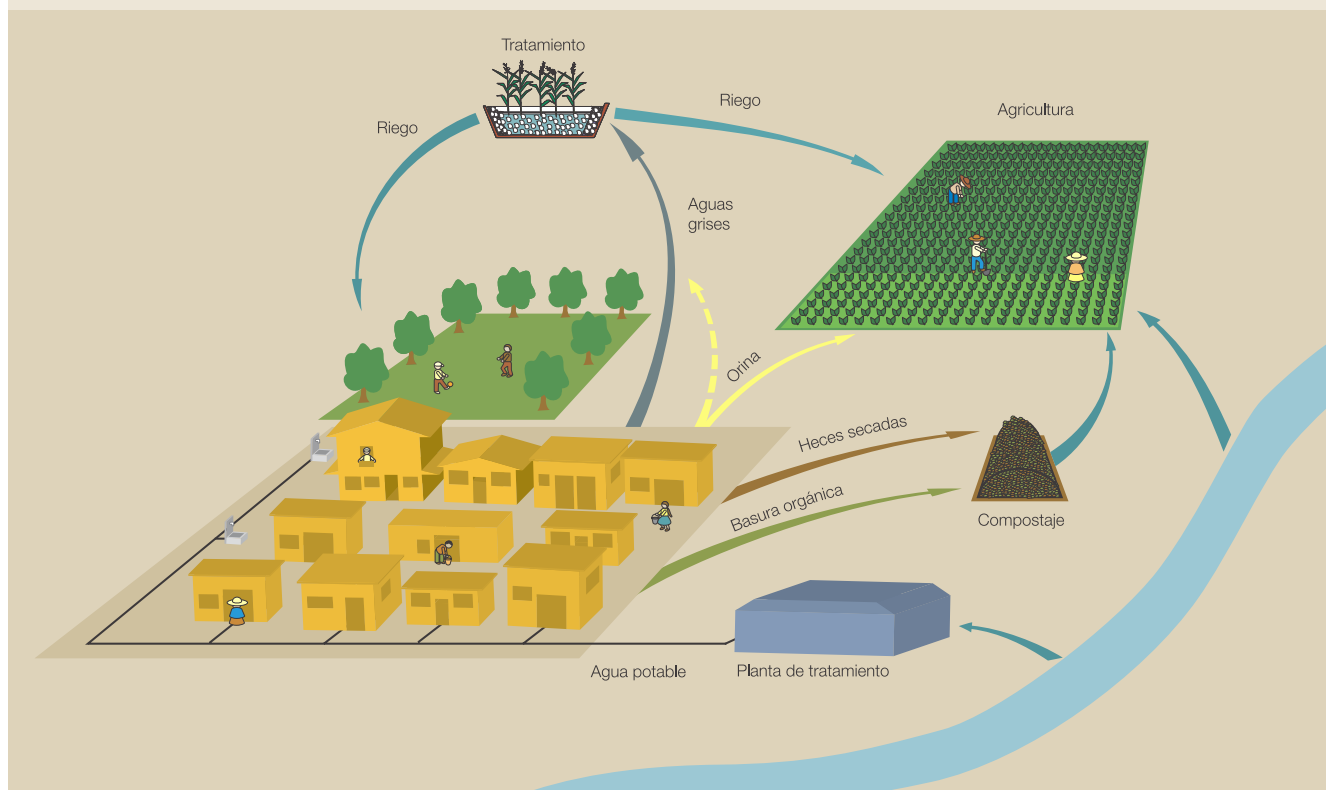 Tratamiento
Riego
Riego
Agricultura
Aguas
grises
Orina
Heces secadas
Basura orgánica
Compostaje
Agua potable
Planta de tratamiento